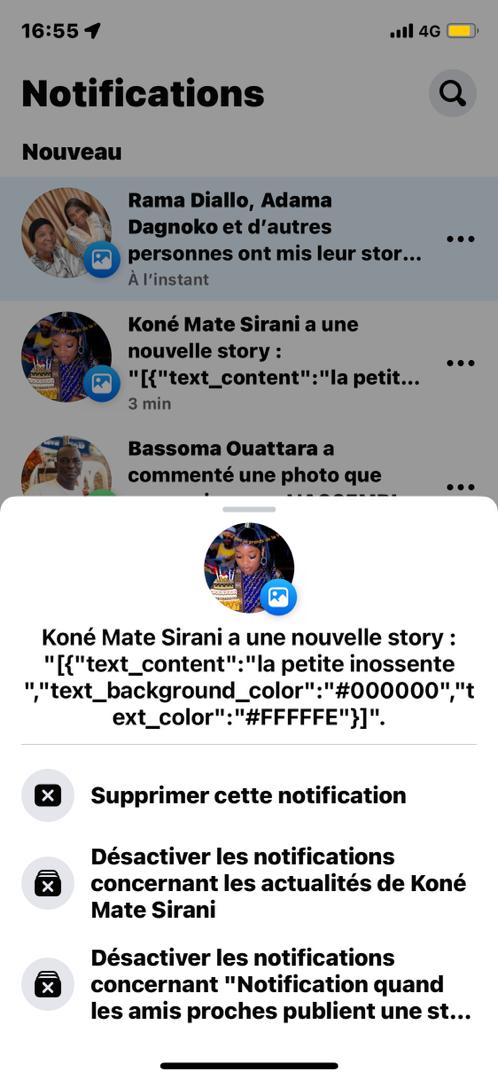 16:55
4G
Notifications
Nouveau
Rama Diallo, Adama
Dagnoko et d’autres
personnes ont mis leur stor...
À l’instant
Koné Mate Sirani a une
nouvelle story :
"[{"text_content":"la petit...
3 min
Bassoma Ouattara a
commenté une photo que
Koné Mate Sirani a une nouvelle story :
"[{"text_content":"la petite inossente
","text_background_color":"#000000","t
ext_color":"#FFFFFE"}]".
Supprimer cette notification
Désactiver les notifications
concernant les actualités de Koné
Mate Sirani
Désactiver les notifications
concernant "Notification quand
les amis proches publient une st...